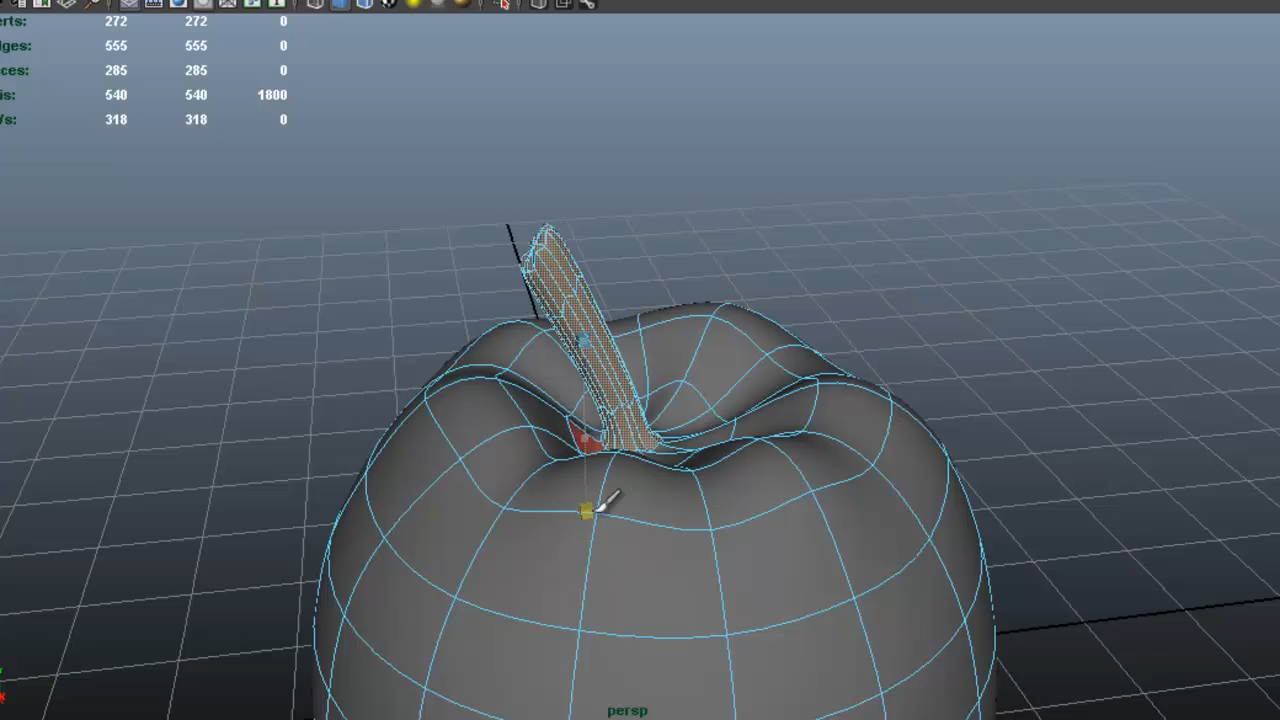 erts: 272 272 0
lges: 555 555 0
ces: 285 285 0
is: 540 540 1800
/s: 318 318 0
persp